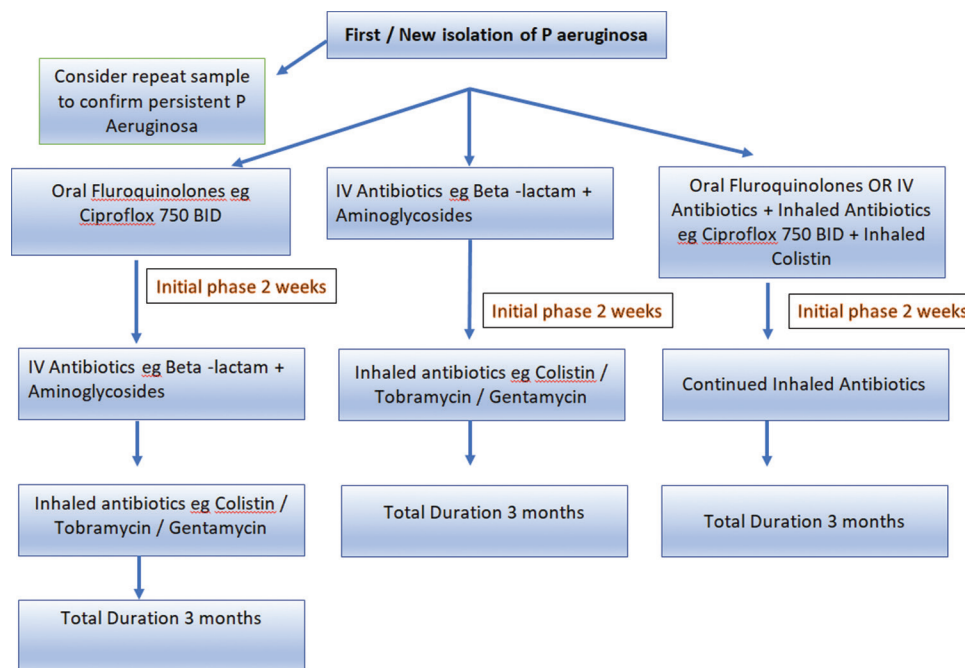 First / New isolation of P aeruginosa
Consider repeat sample
to confirm persistent P
Aeruginosa
Oral Fluroquinolones eg
Ciproflox 750 BID
IV Antibiotics eg Beta -lactam +
Aminoglycosides
Oral Fluroquinolones OR IV
Antibiotics + Inhaled Antibiotics
eg Ciproflox 750 BID + Inhaled
Colistin
Initial phase 2 weeks
Initial phase 2 weeks
Initial phase 2 weeks
IV Antibiotics eg Beta -lactam +
Aminoglycosides
Inhaled antibiotics eg Colistin /
Tobramycin / Gentamycin
Continued Inhaled Antibiotics
Inhaled antibiotics eg Colistin /
Tobramycin / Gentamycin
Total Duration 3 months
Total Duration 3 months
Total Duration 3 months